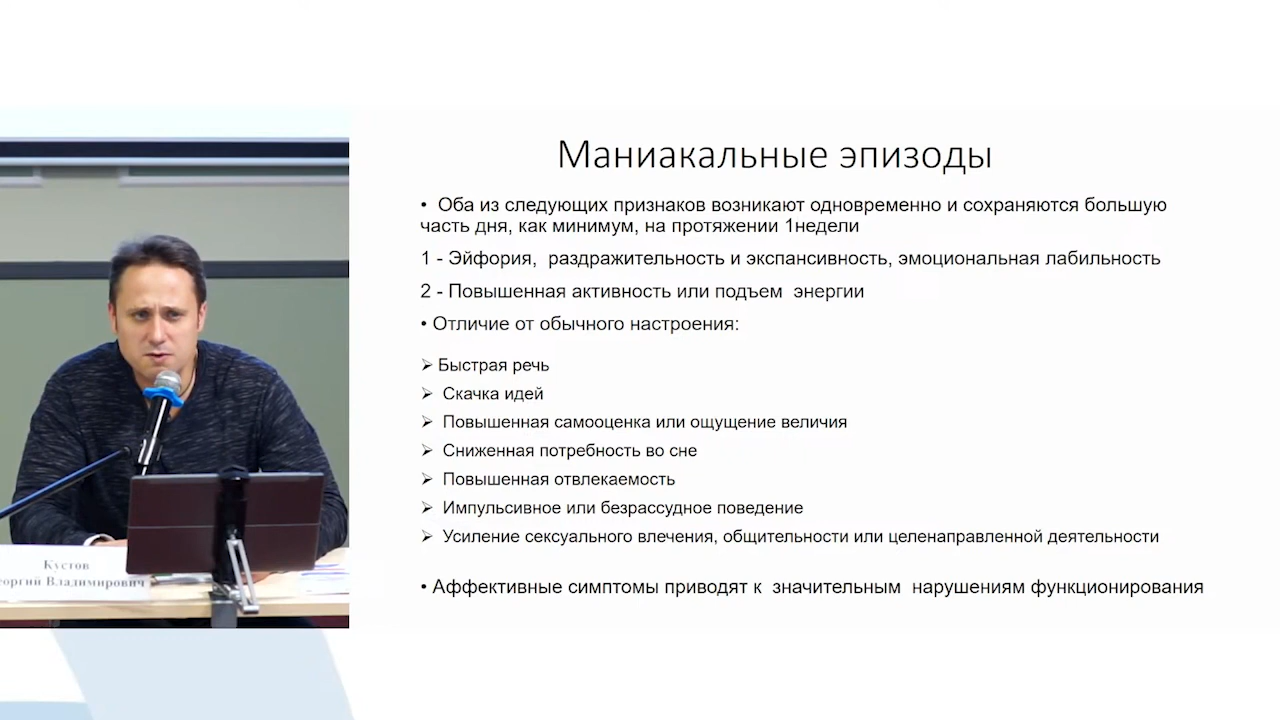 Маниакальные эпизоды
• Оба из следующих признаков возникают одновременно и сохраняются большую
часть дня, как минимум, на протяжении 1недели
1 - Эйфория, раздражительность и экспансивность, эмоциональная лабильность
2 - Повышенная активность или подъем энергии
• Отличие от обычного настроения:
➢ Быстрая речь
➢ Скачка идей
➢ Повышенная самооценка или ощущение величия
➢ Сниженная потребность во сне
➢ Повышенная отвлекаемость
➢ Импульсивное или безрассудное поведение
➢ Усиление сексуального влечения, общительности или целенаправленной деятельности
• Аффективные симптомы приводят к значительным нарушениям функционирования
Кустов
еоргий Владимирович